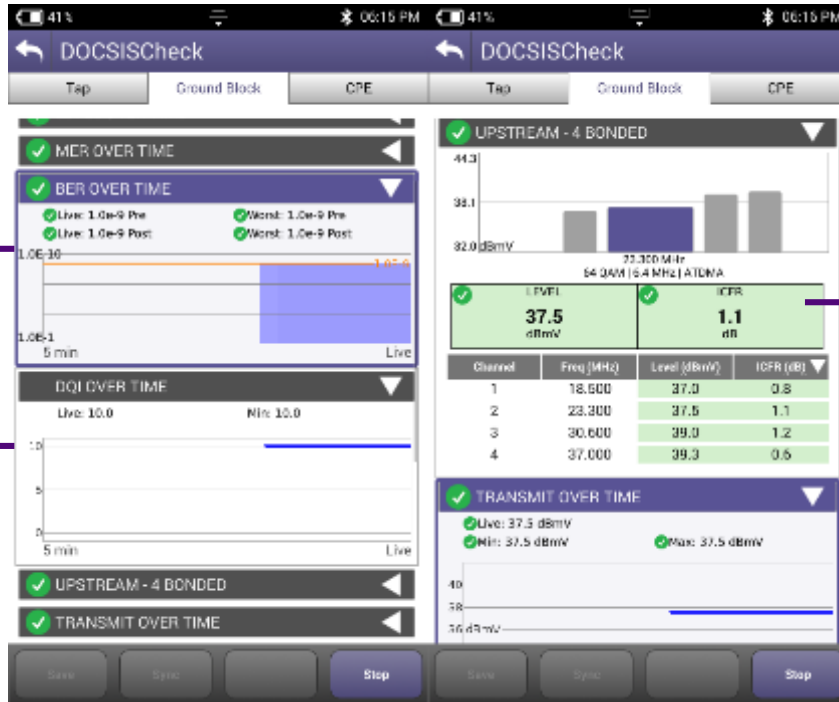 41% 06:15 PM
DOCSISCheck
Tap Ground Block CPE
MER OVER TIME
BER OVER TIME
Live: 1.0e-9 Pre Worst: 1.0e-9 Pre
Live: 1.0e-9 Post Worst: 1.0e-9 Post
1.0E-10
1.0E-9
1.0E-1
5 min Live
DQI OVER TIME
Live: 10.0 Min: 10.0
10
5
0
5 min Live
UPSTREAM - 4 BONDED
TRANSMIT OVER TIME
Save Sync Stop
41% 06:16 PM
DOCSISCheck
Tap Ground Block CPE
UPSTREAM - 4 BONDED
44.3
38.1
32.0 dBmV
23.300 MHz
64 QAM | 6.4 MHz | ATDMA
LEVEL ICFR
37.5 1.1
dBmV dB
Channel Freq (MHz) Level (dBmV) ICFR (dB)
1 18.500 37.0 0.8
2 23.300 37.5 1.1
3 30.600 39.0 1.2
4 37.000 39.3 0.6
TRANSMIT OVER TIME
Live: 37.5 dBmV
Min: 37.5 dBmV Max: 37.5 dBmV
40
38
36 dBmV
Save Sync Stop